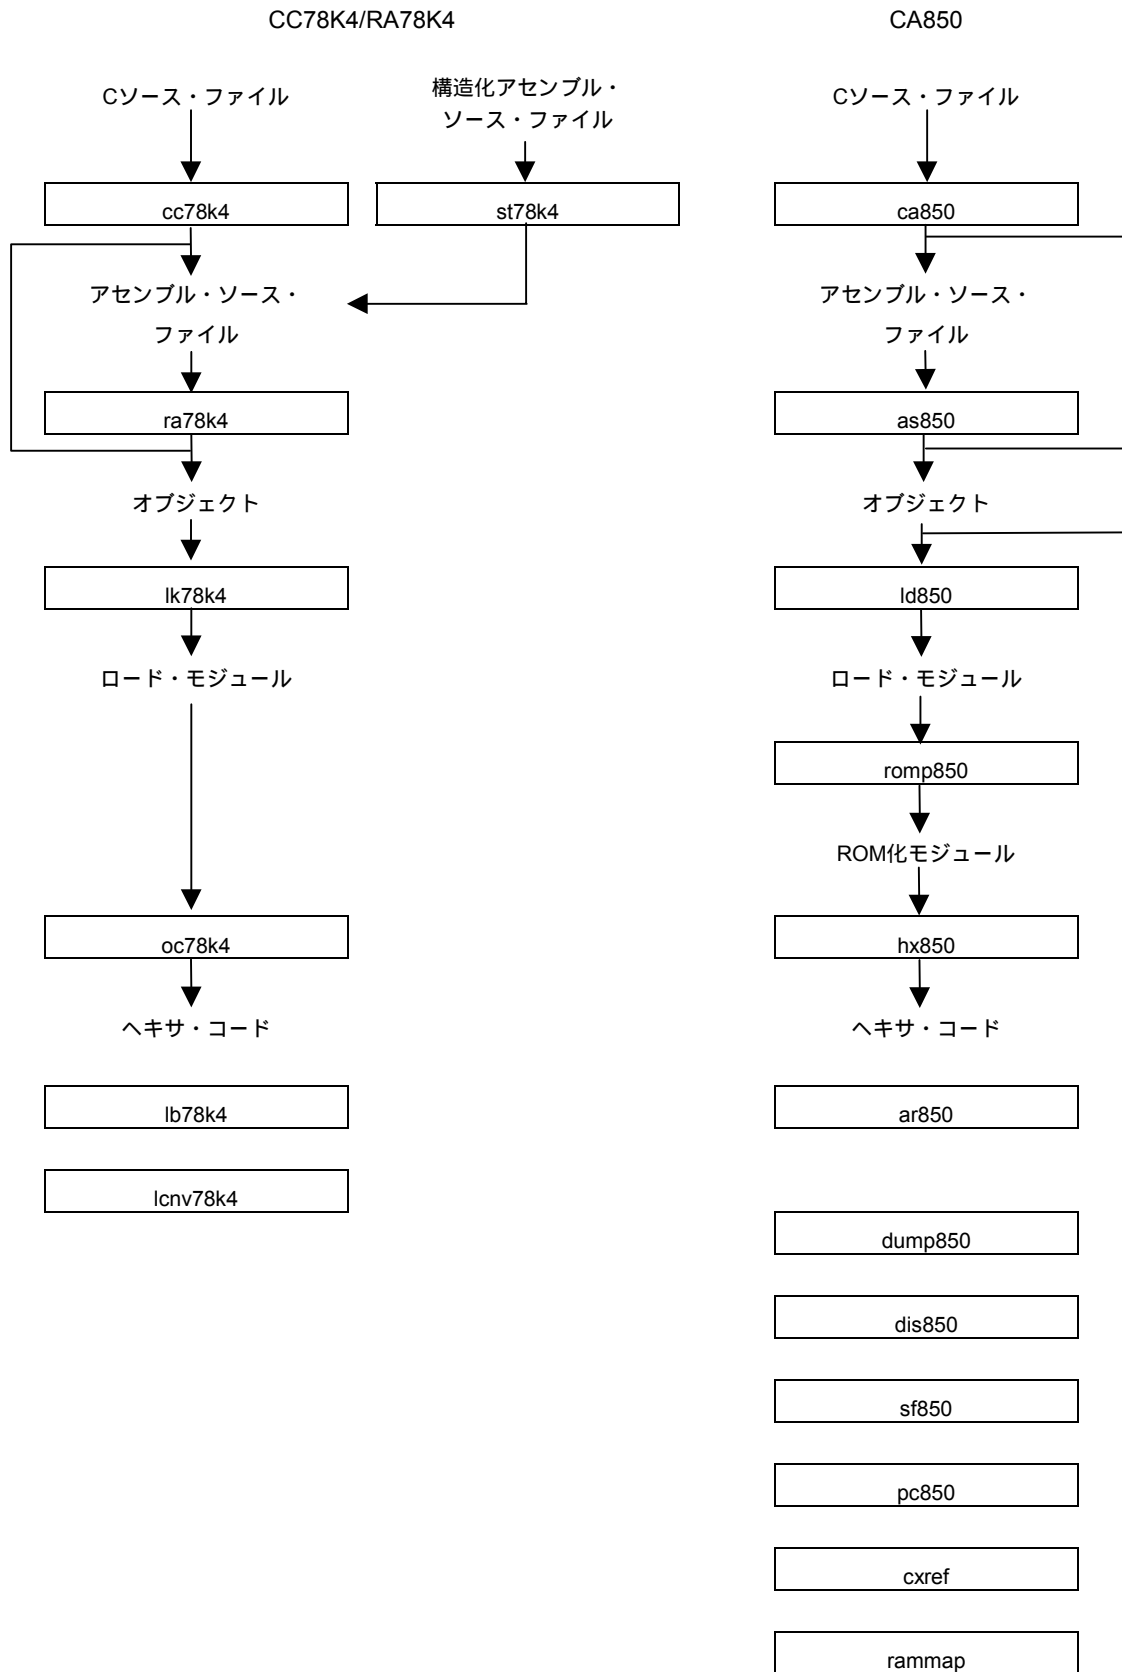 CC78K4/RA78K4
CA850
Cソース・ファイル
構造化アセンブル・
ソース・ファイル
Cソース・ファイル
cc78k4
st78k4
ca850
アセンブル・ソース・
ファイル
アセンブル・ソース・
ファイル
ra78k4
as850
オブジェクト
オブジェクト
lk78k4
ld850
ロード・モジュール
ロード・モジュール
romp850
ROM化モジュール
oc78k4
hx850
ヘキサ・コード
ヘキサ・コード
lb78k4
ar850
lcnv78k4
dump850
dis850
sf850
pc850
cxref
rammap